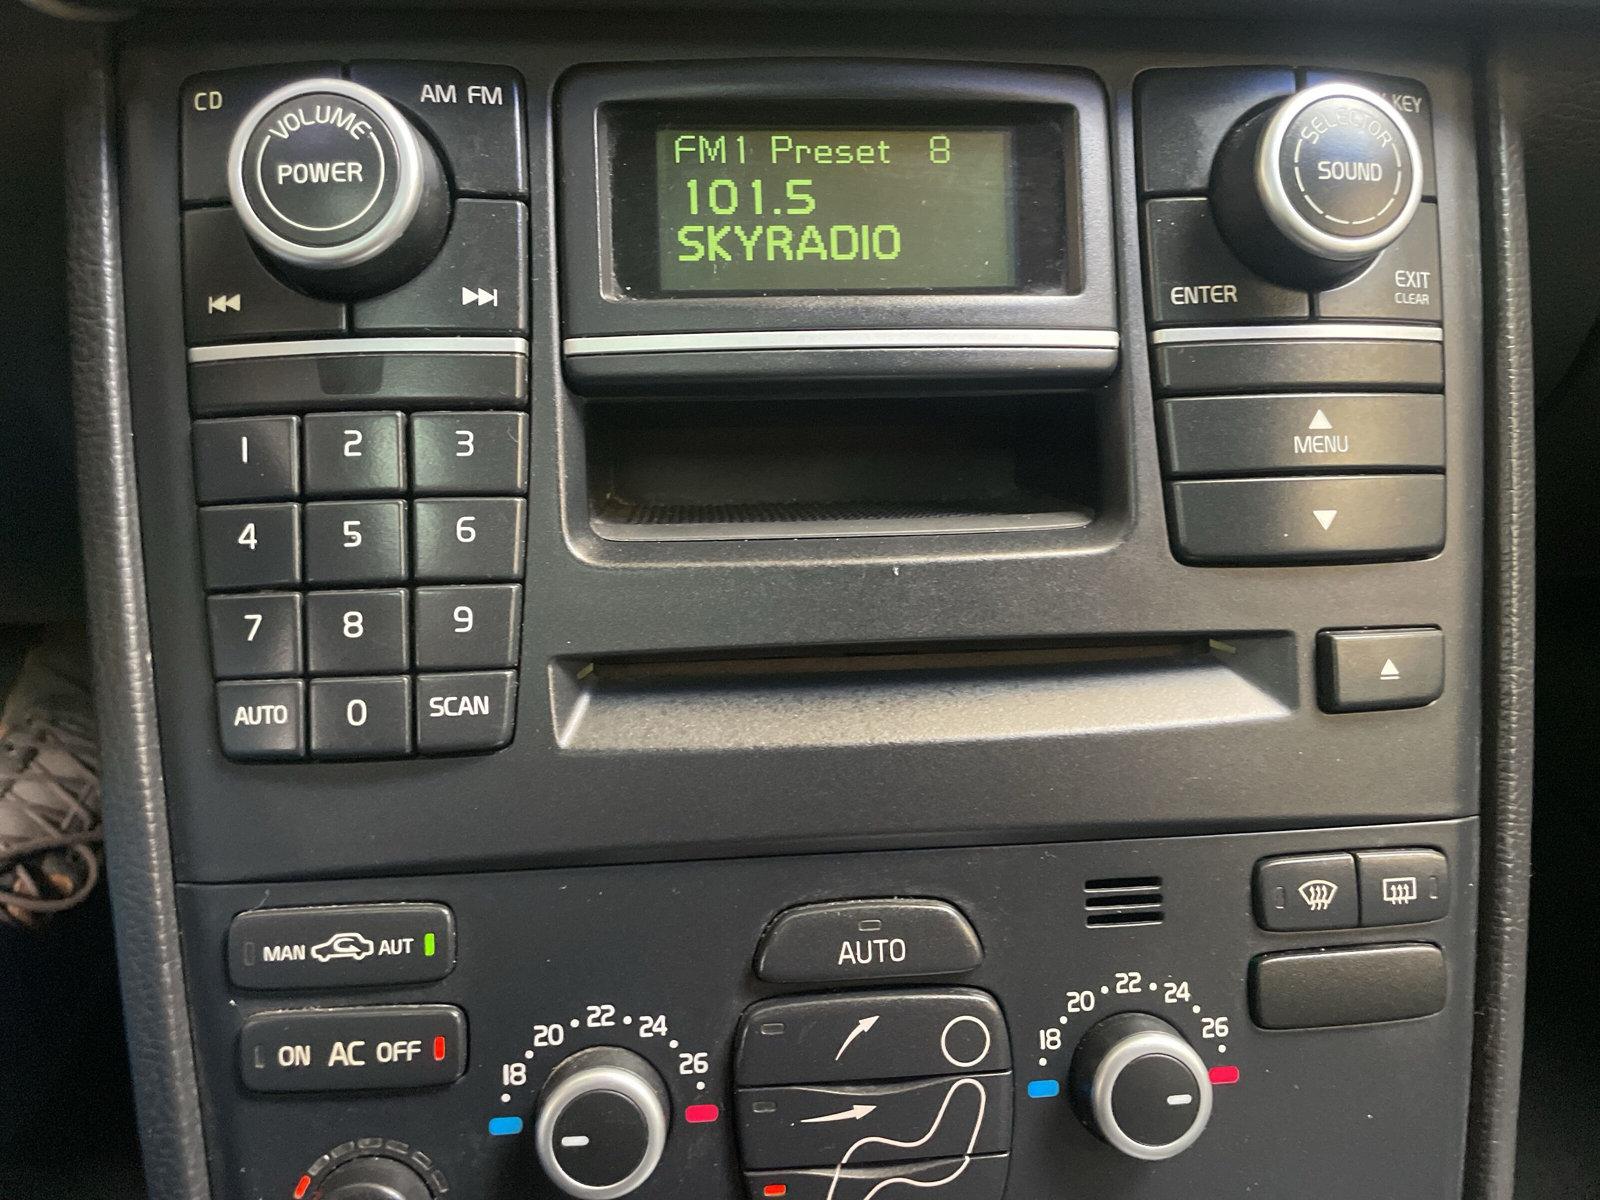 CD
VOLUME
POWER
AM FM
FM1 Preset 8
101.5
SKYRADIO
SELECTOR
SOUND
KEY
ENTER
EXIT
CLEAR
MENU
1 2 3
4 5 6
7 8 9
AUTO 0 SCAN
MAN AUT
ON AC OFF
AUTO
18 20 22 24 26
18 20 22 24 26